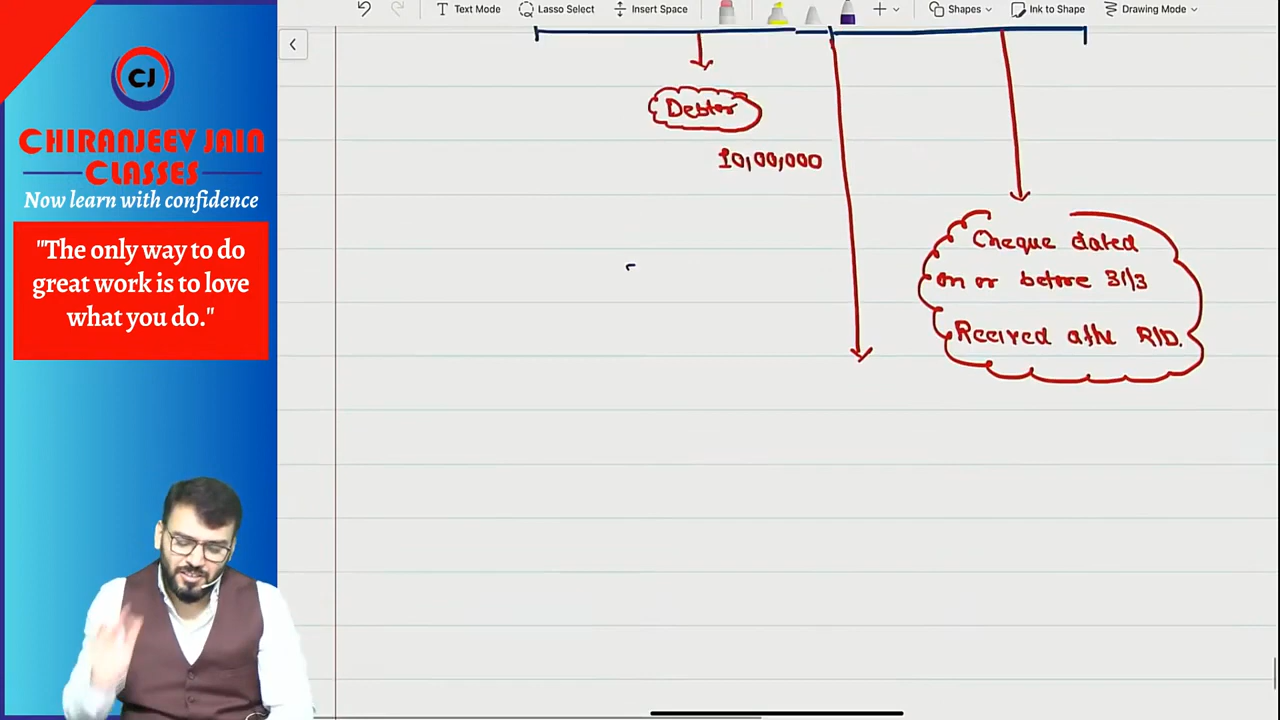 Text Mode
Lasso Select
Insert Space
Shapes
Ink to Shape
Drawing Mode
CJ
CHIRANJEEV JAIN
CLASSES
Now learn with confidence
"The only way to do
great work is to love
what you do."
Debtor
10,00,000
Cheque dated
on or before 31/3
Received after R/D.